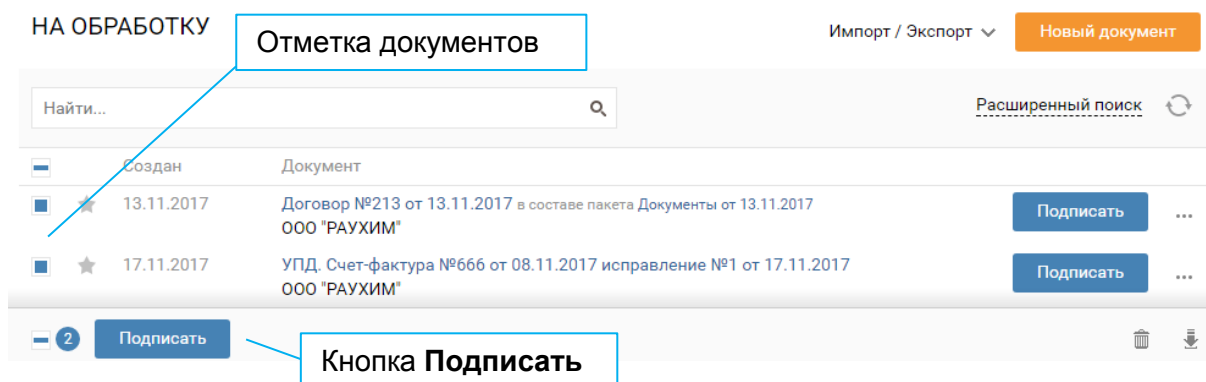 НА ОБРАБОТКУ
Отметка документов
Импорт / Экспорт
Новый документ
Найти...
Расширенный поиск
Создан
Документ
13.11.2017
Договор №213 от 13.11.2017 в составе пакета Документы от 13.11.2017
ООО "РАУХИМ"
Подписать
...
17.11.2017
УПД. Счет-фактура №666 от 08.11.2017 исправление №1 от 17.11.2017
ООО "РАУХИМ"
Подписать
...
2
Подписать
Кнопка Подписать